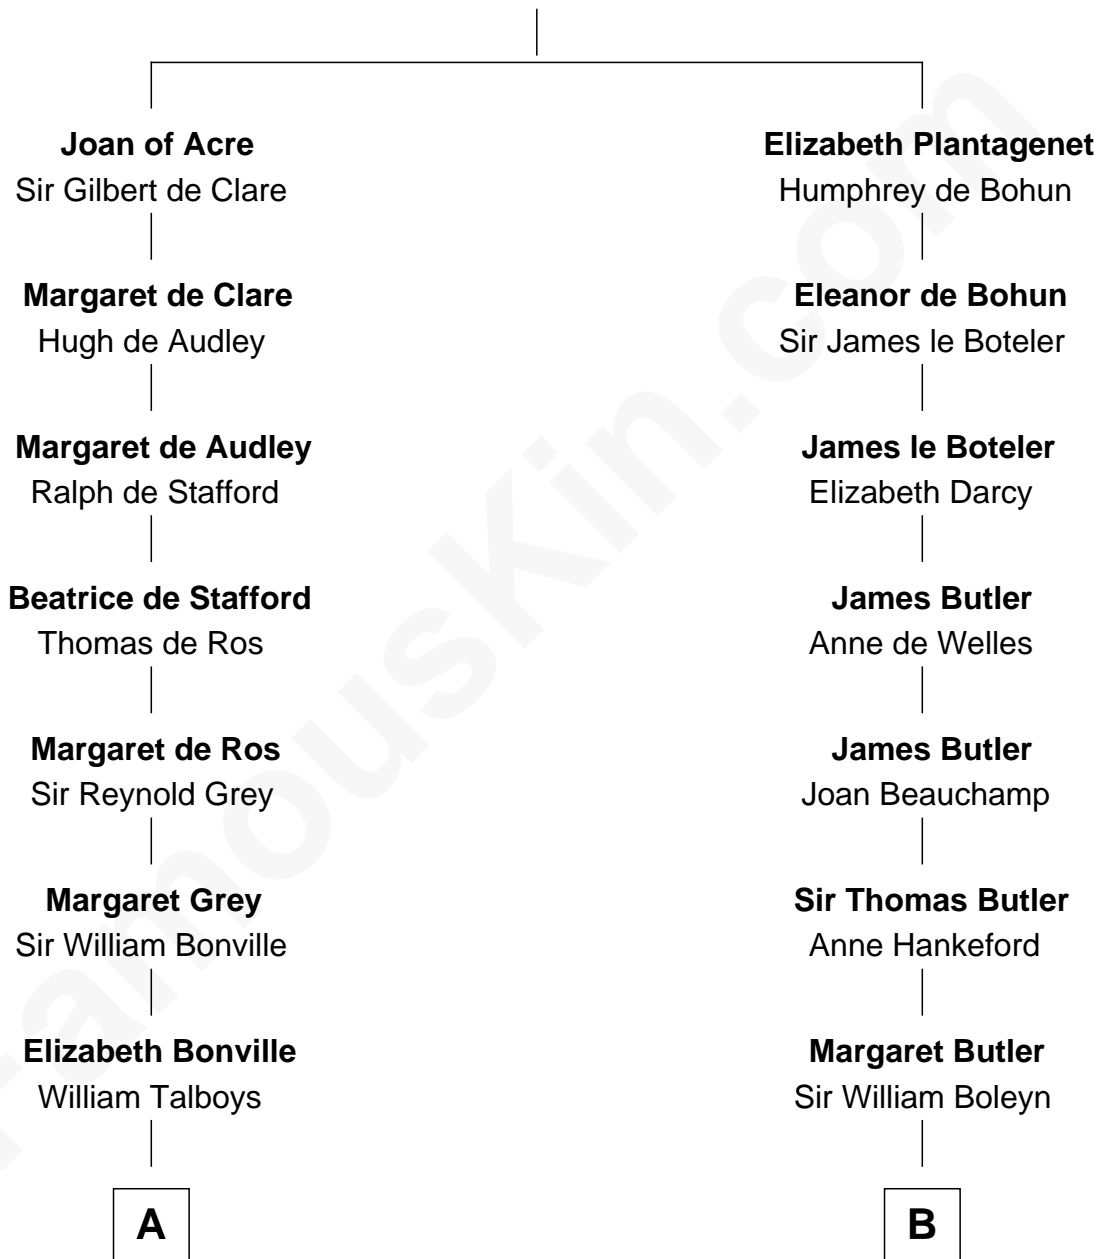 Joan of Acre
Sir Gilbert de Clare
Margaret de Clare
Hugh de Audley
Margaret de Audley
Ralph de Stafford
Beatrice de Stafford
Thomas de Ros
Margaret de Ros
Sir Reynold Grey
Margaret Grey
Sir William Bonville
Elizabeth Bonville
William Talboys
A
Elizabeth Plantagenet
Humphrey de Bohun
Eleanor de Bohun
Sir James le Boteler
James le Boteler
Elizabeth Darcy
James Butler
Anne de Welles
James Butler
Joan Beauchamp
Sir Thomas Butler
Anne Hankeford
Margaret Butler
Sir William Boleyn
B
FamousKin.com